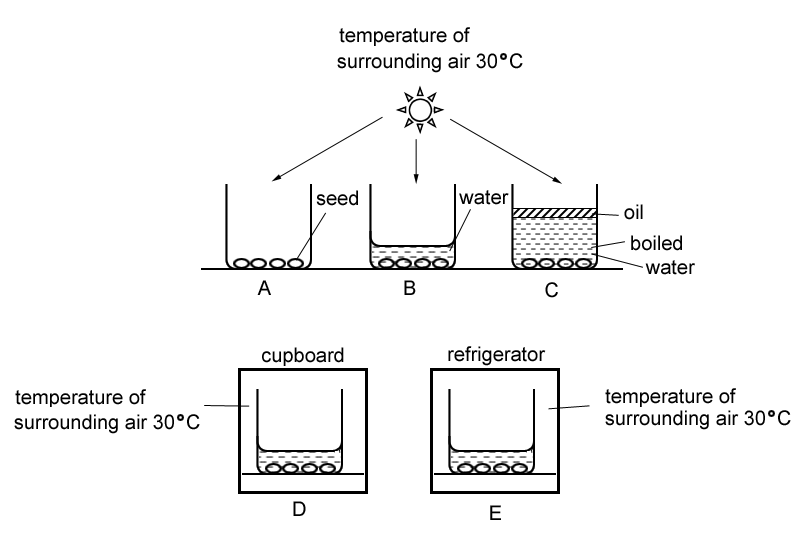 temperature of
surrounding air 30°C
seed
water
oil
boiled
water
A
B
C
cupboard
refrigerator
temperature of
surrounding air 30°C
temperature of
surrounding air 30°C
D
E